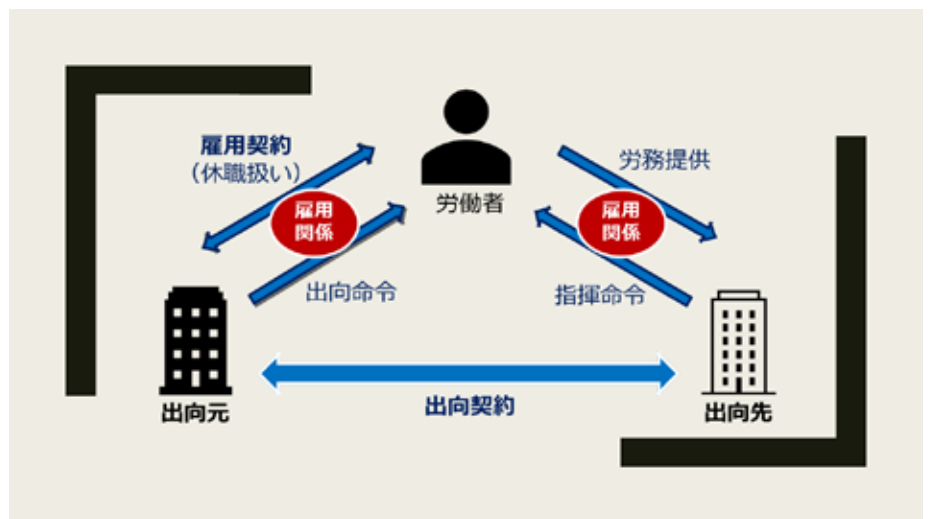 雇用契約
（休職扱い）
労務提供
労働者
雇用
関係
雇用
関係
出向命令
指揮命令
出向元
出向契約
出向先